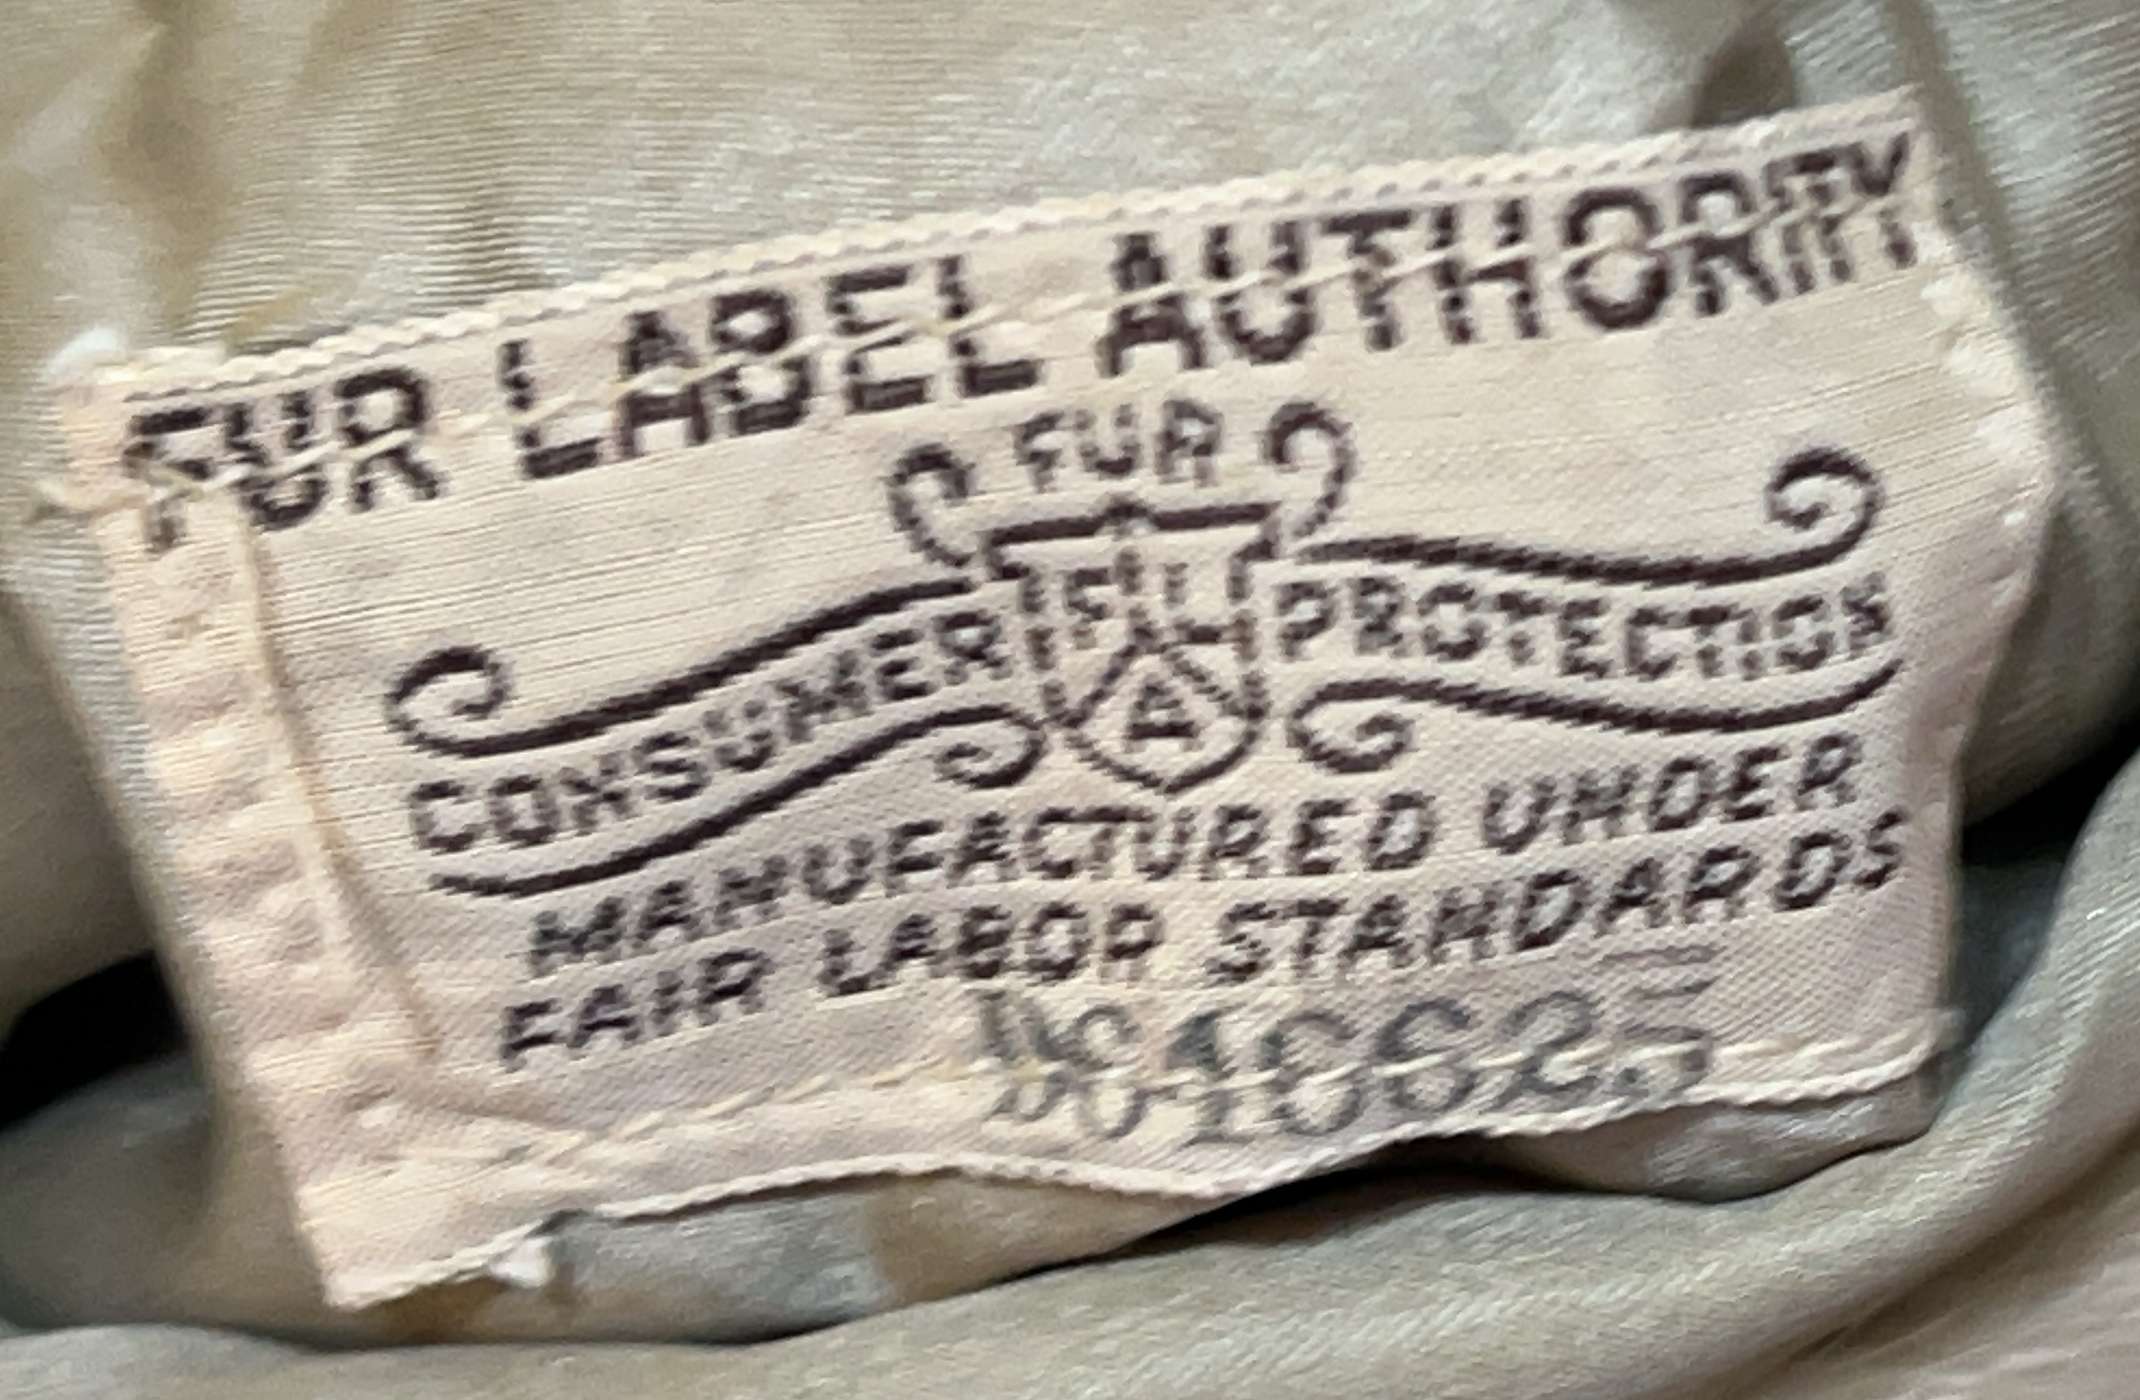 FUR LABEL AUTHORITY
FUR
FLA
CONSUMER PROTECTION
MANUFACTURED UNDER
FAIR LABOR STANDARDS